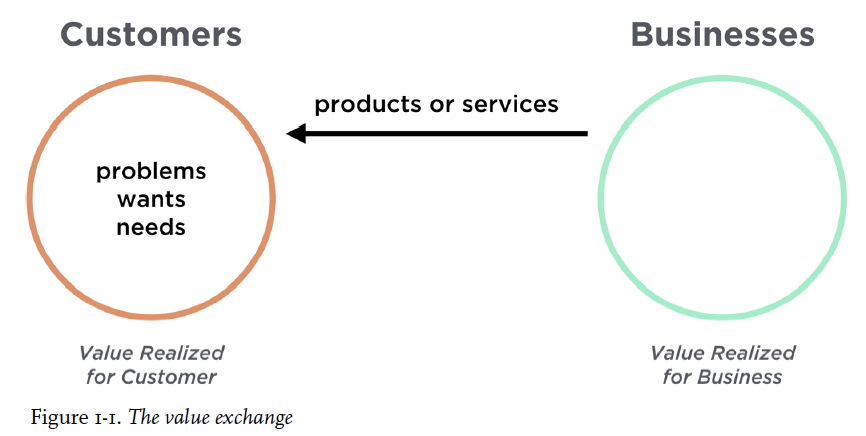 Customers
Businesses
products or services
problems
wants
needs
Value Realized
for Customer
Value Realized
for Business
Figure 1-1. The value exchange